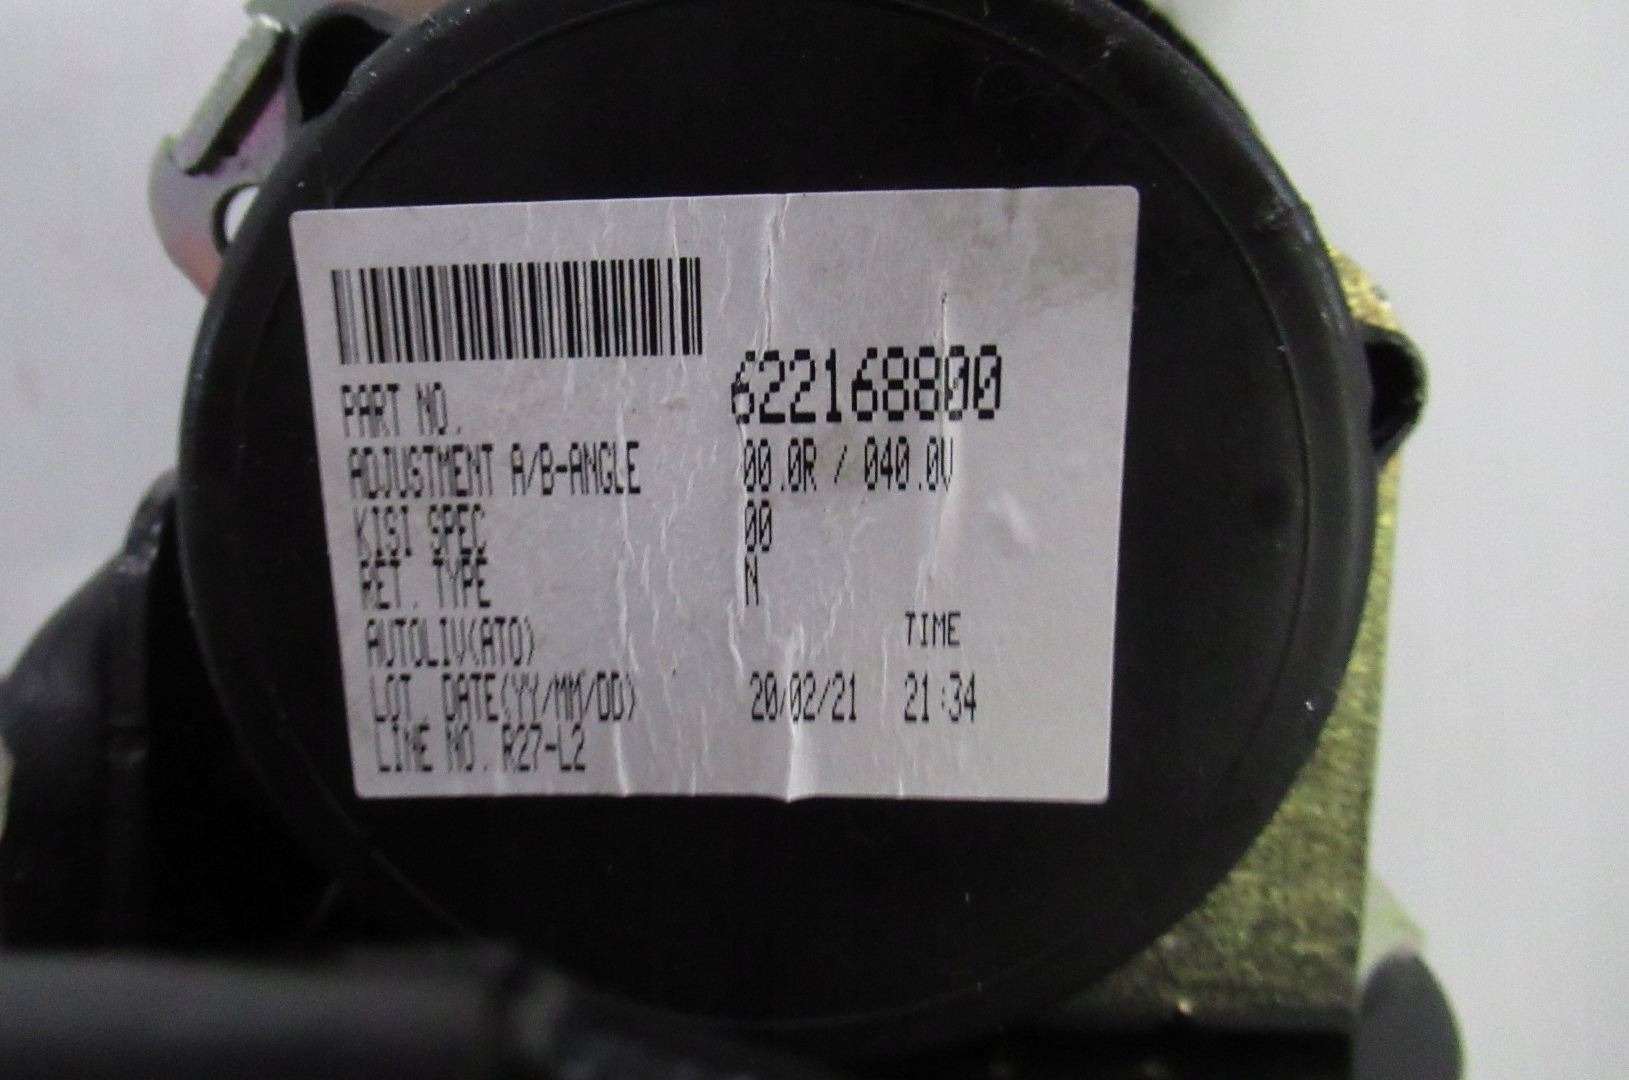 622168800
PART NO.
ADJUSTMENT A/B-ANGLE 00.0R / 040.0V
KISI SPEC 00
RET. TYPE N
AUTOLIV(ATO) TIME
LOT. DATE(YY/MM/DD) 20/02/21 21:34
LINE NO. R27-L2